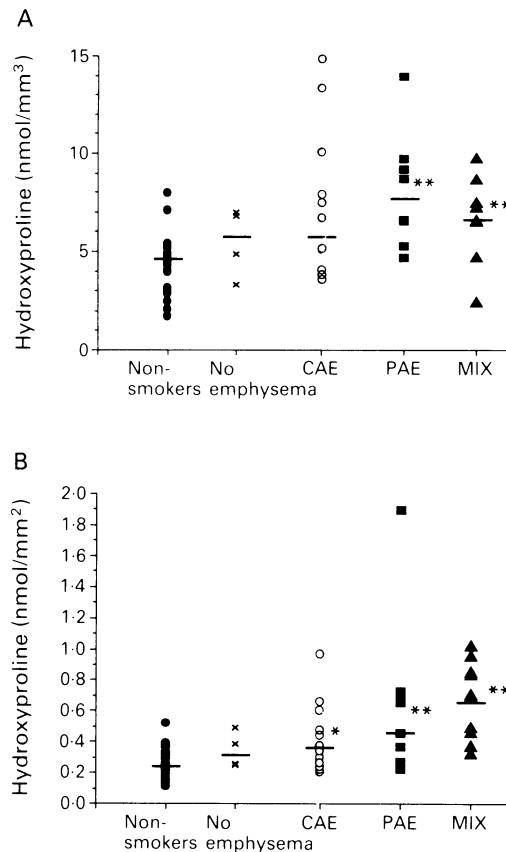 A
Hydroxyproline (nmol/mm³)
15
10
5
0
**
**
Non-
smokers
No
emphysema
CAE
PAE
MIX
B
Hydroxyproline (nmol/mm²)
2·0
1·8
1·6
1·4
1·2
1·0
0·8
0·6
0·4
0·2
0·0
*
**
**
Non-
smokers
No
emphysema
CAE
PAE
MIX